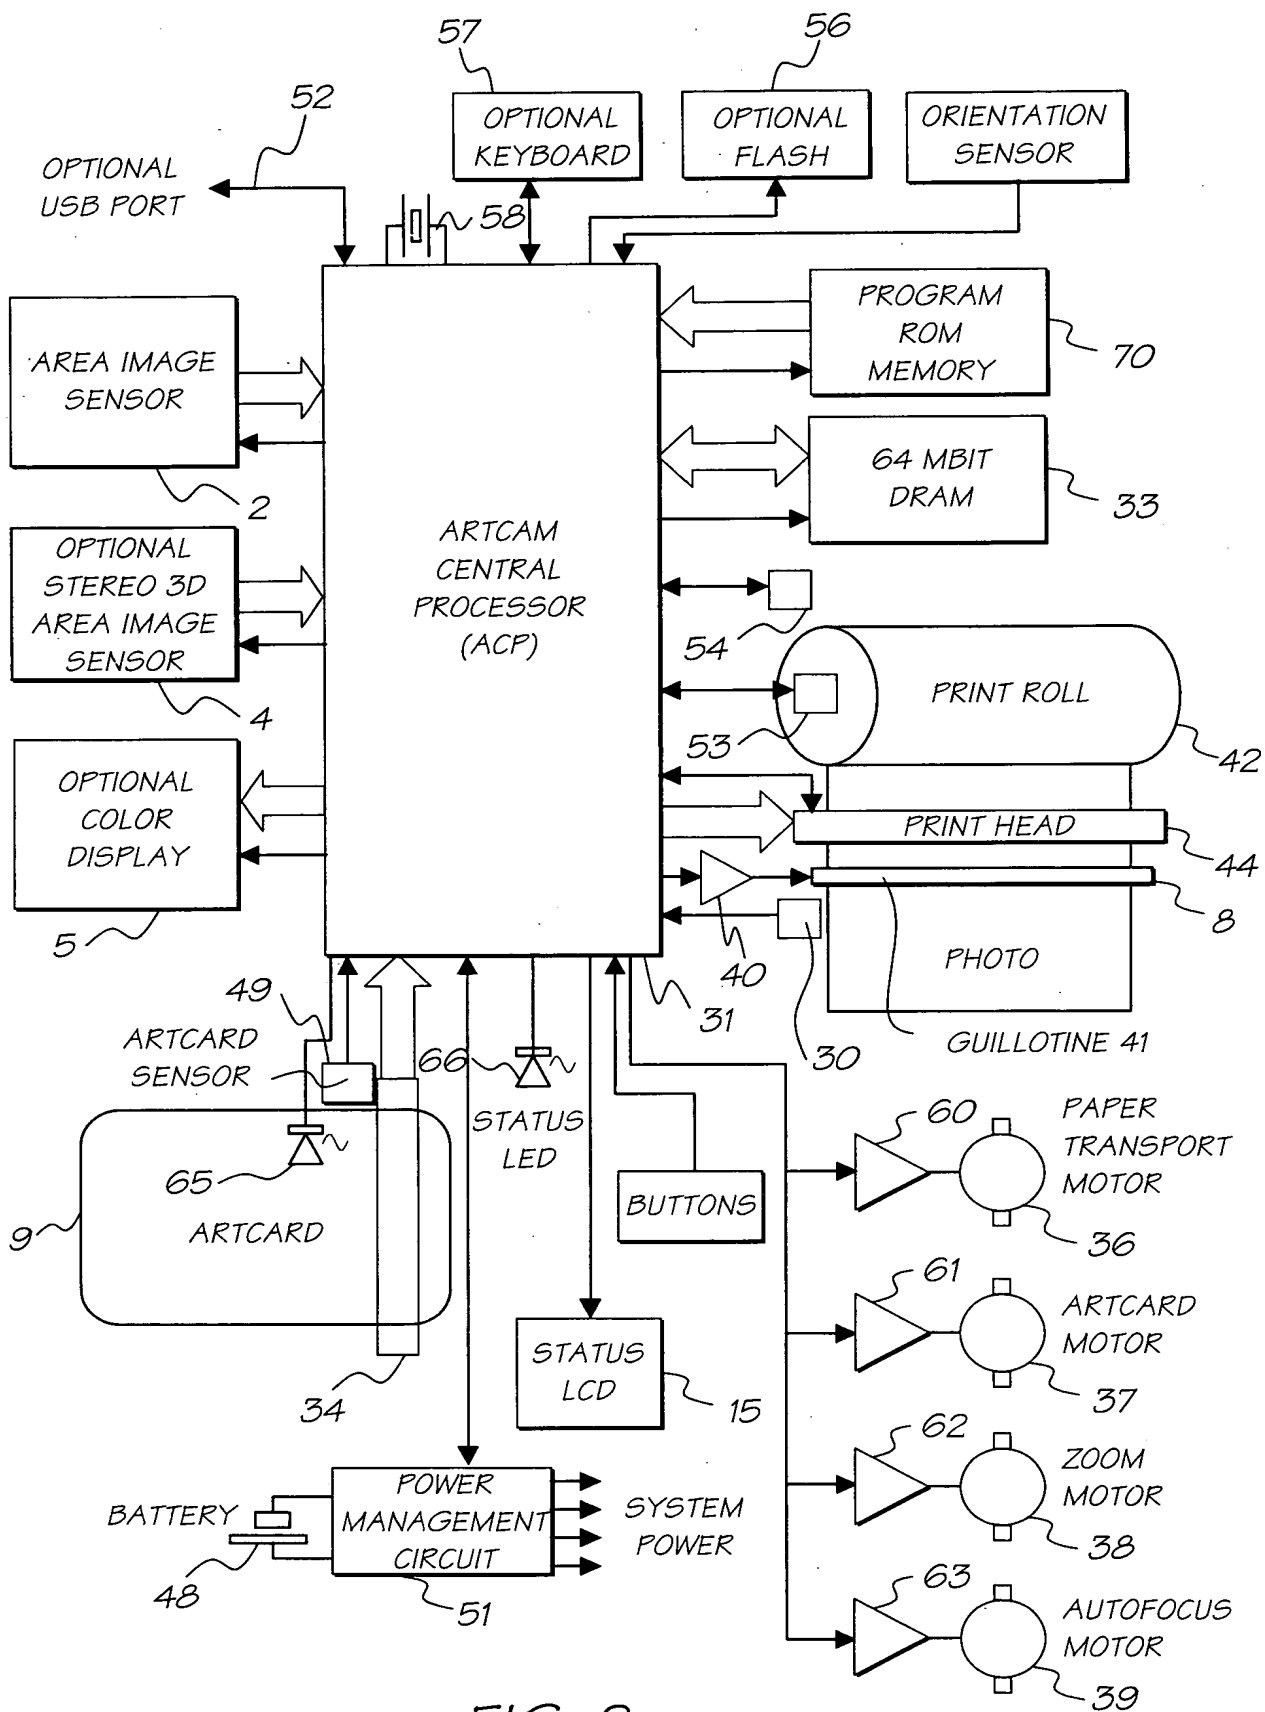 57
56
52
OPTIONAL
KEYBOARD
OPTIONAL
FLASH
ORIENTATION
SENSOR
OPTIONAL
USB PORT
58
AREA IMAGE
SENSOR
2
PROGRAM
ROM
MEMORY
70
64 MBIT
DRAM
33
OPTIONAL
STEREO 3D
AREA IMAGE
SENSOR
4
ARTCAM
CENTRAL
PROCESSOR
(ACP)
54
PRINT ROLL
53
42
OPTIONAL
COLOR
DISPLAY
5
PRINT HEAD
44
8
40
PHOTO
31
30
GUILLOTINE 41
49
ARTCARD
SENSOR
66
STATUS
LED
65
ARTCARD
9
34
BUTTONS
STATUS
LCD
15
60
PAPER
TRANSPORT
MOTOR
36
61
ARTCARD
MOTOR
37
62
ZOOM
MOTOR
38
63
AUTOFOCUS
MOTOR
39
BATTERY
48
POWER
MANAGEMENT
CIRCUIT
51
SYSTEM
POWER